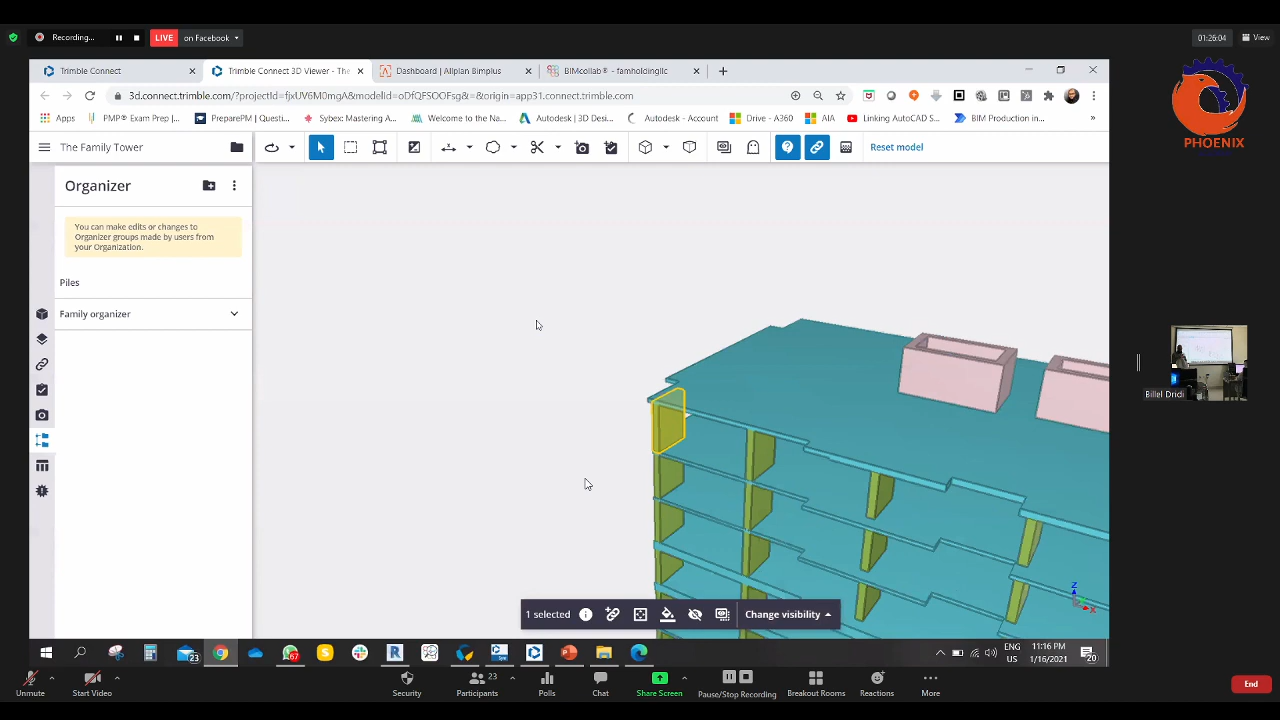 Recording...
LIVE
on Facebook
01:26:04
View
Trimble Connect
Trimble Connect 3D Viewer - The
Dashboard | Allplan Bimplus
BIMcollab® - famholdingllc
3d.connect.trimble.com/?projectId=fjxUV6M0mgA&modelId=oDfQFSOOFsg&=&origin=app31.connect.trimble.com
Apps
PMP® Exam Prep |...
PreparePM | Questi...
Sybex: Mastering A...
Welcome to the Na...
Autodesk | 3D Des...
Autodesk - Account
Drive - A360
AIA
Linking AutoCAD S...
BIM Production in...
PHOENIX
The Family Tower
Reset model
Organizer
You can make edits or changes to
Organizer groups made by users from
your Organization.
Piles
Family organizer
Billel Dridi
Z
X
1 selected
Change visibility
23
67
ENG
US
11:16 PM
1/16/2021
20
Unmute
Start Video
Security
Participants
23
Polls
Chat
Share Screen
Pause/Stop Recording
Breakout Rooms
Reactions
More
End